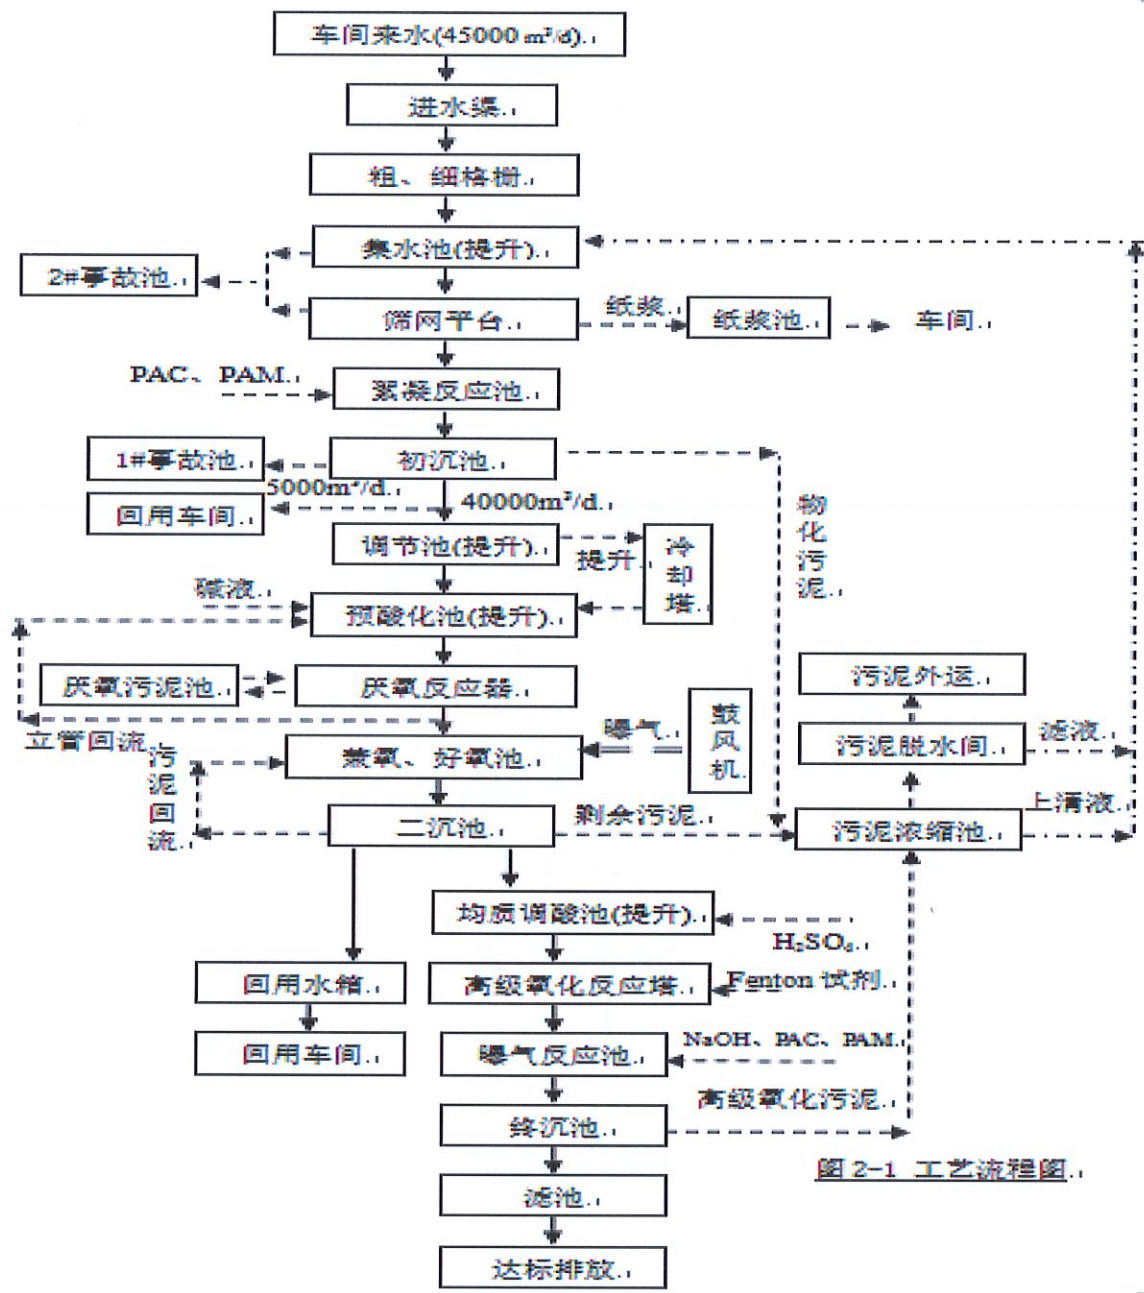 车间来水(45000 m³/d)
进水渠
粗、细格栅
集水池(提升)
2#事故池
筛网平台
纸浆
纸浆池
车间
PAC、PAM
絮凝反应池
1#事故池
初沉池
5000m³/d
40000m³/d
回用车间
调节池(提升)
提升
冷却塔
物化污泥
碱液
预酸化池(提升)
厌氧污泥池
厌氧反应器
污泥外运
立管回流
污泥回流
曝气
鼓风机
兼氧、好氧池
污泥脱水间
滤液
二沉池
剩余污泥
污泥浓缩池
上清液
均质调酸池(提升)
H₂SO₄
回用水箱
高级氧化反应塔
Fenton 试剂
回用车间
曝气反应池
NaOH、PAC、PAM
高级氧化污泥
终沉池
图 2-1 工艺流程图
滤池
达标排放